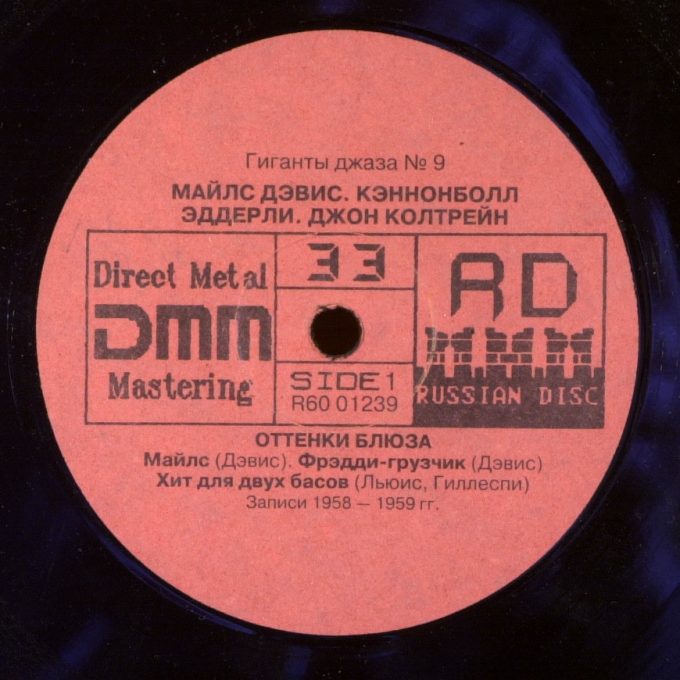 Гиганты джаза № 9
МАЙЛС ДЭВИС. КЭННОНБОЛЛ
ЭДДЕРЛИ. ДЖОН КОЛТРЕЙН
Direct Metal
DMM
Mastering
33
SIDE 1
R60 01239
RD
RUSSIAN DISC
ОТТЕНКИ БЛЮЗА
Майлс (Дэвис). Фрэдди-грузчик (Дэвис)
Хит для двух басов (Льюис, Гиллеспи)
Записи 1958 — 1959 гг.